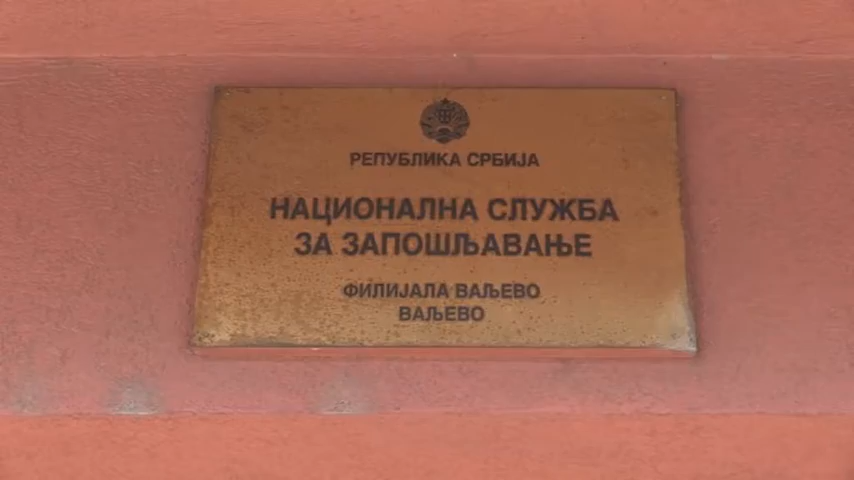 РЕПУБЛИКА СРБИЈА
НАЦИОНАЛНА СЛУЖБА
ЗА ЗАПОШЉАВАЊЕ
ФИЛИЈАЛА ВАЉЕВО
ВАЉЕВО